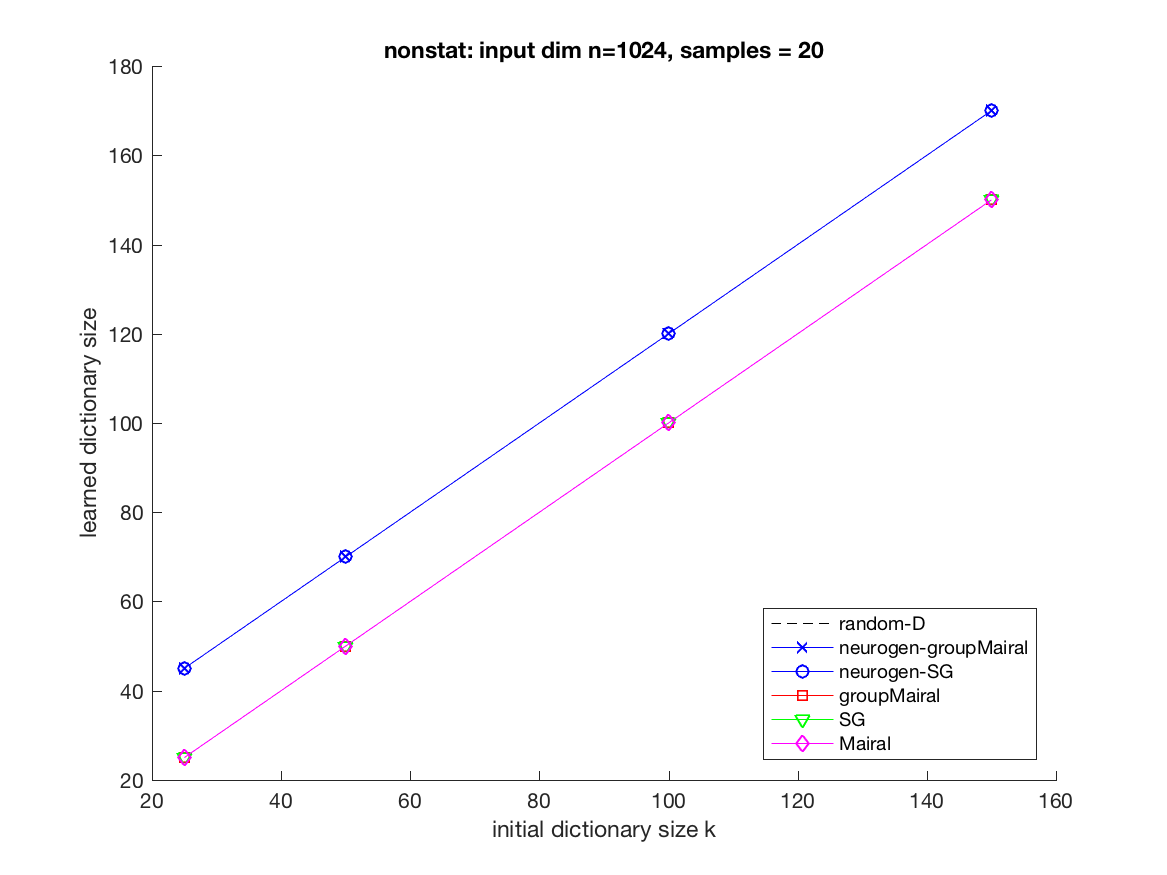 nonstat: input dim n=1024, samples = 20
180
160
140
120
100
80
60
40
20
learned dictionary size
20
40
60
80
100
120
140
160
initial dictionary size k
random-D
neurogen-groupMairal
neurogen-SG
groupMairal
SG
Mairal